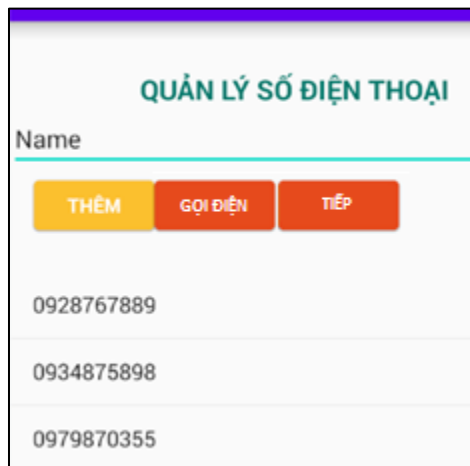 QUẢN LÝ SỐ ĐIỆN THOẠI
Name
THÊM GỌI ĐIỆN TIẾP
0928767889
0934875898
0979870355